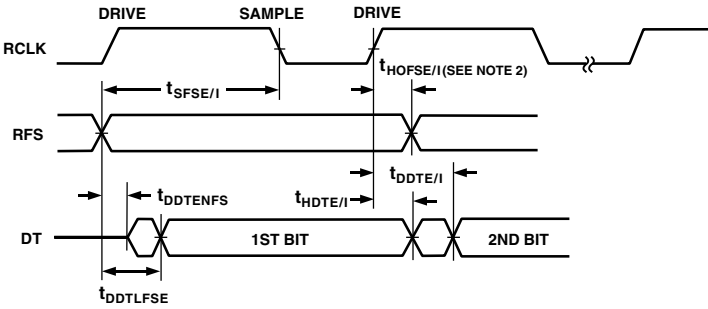 DRIVE SAMPLE DRIVE
RCLK
tHOFSE/I (SEE NOTE 2)
tSFSE/I
RFS
tDDTE/I
tDDTENFS
tHDTE/I
DT
1ST BIT
2ND BIT
tDDTLFSE